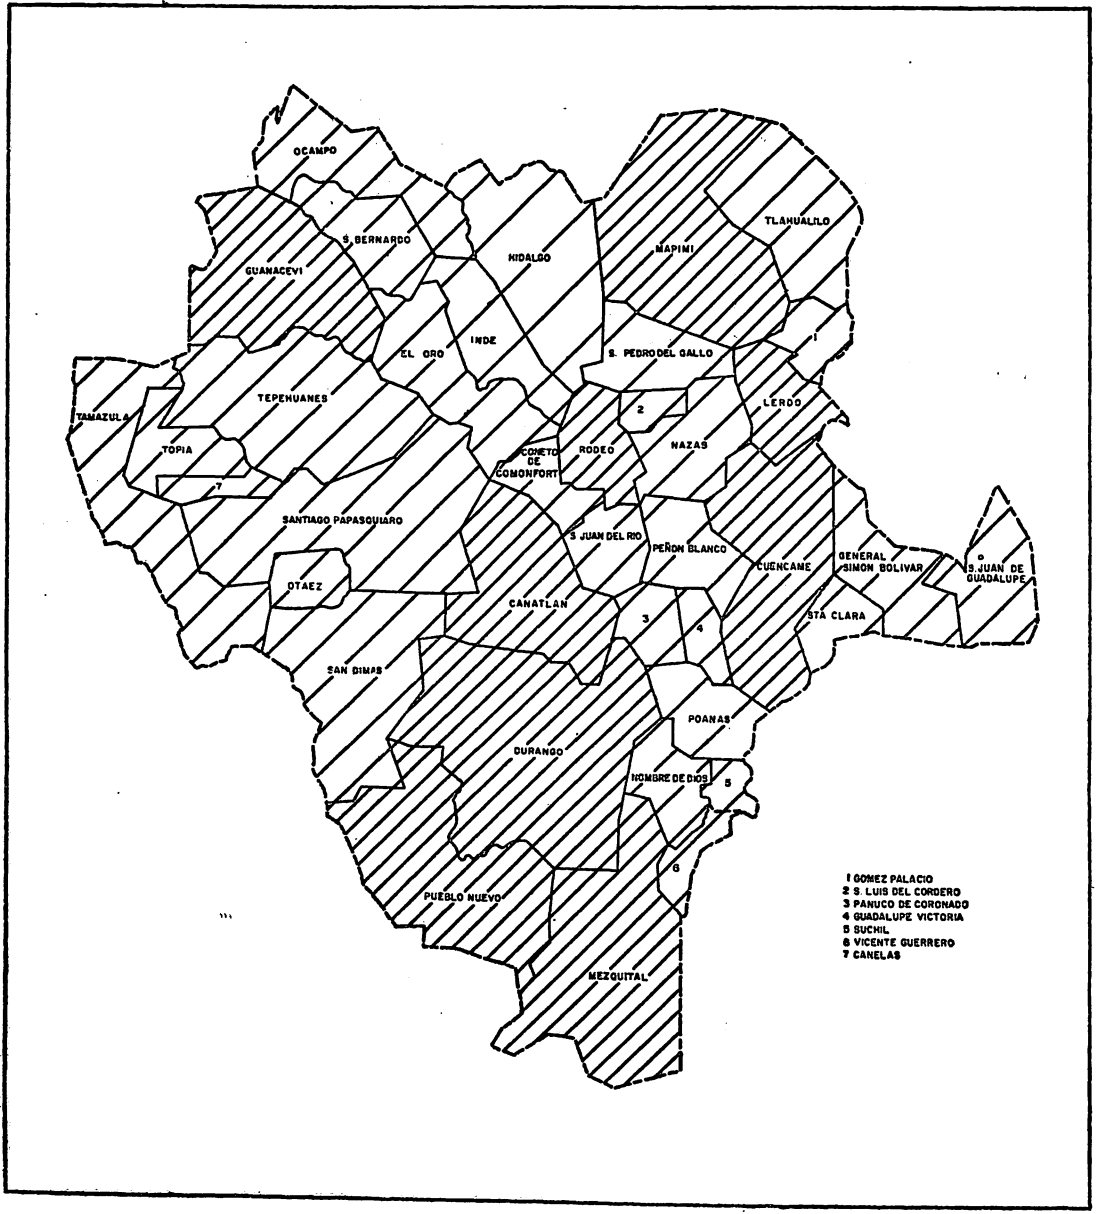 OCAMPO
TLAHUALILO
S. BERNARDO
MAPIMI
HIDALGO
GUANACEVI
1
INDE
EL ORO
S. PEDRO DEL GALLO
TEPEHUANES
LERDO
2
TAMAZULA
NAZAS
TOPIA
RODEO
CONETO
DE
COMONFORT
7
SANTIAGO PAPASQUIARO
S. JUAN DEL RIO
PEÑON BLANCO
GENERAL
SIMON BOLIVAR
CUENCAME
S. JUAN DE
GUADALUPE
OTAEZ
CANATLAN
STA CLARA
3
4
SAN DIMAS
POANAS
DURANGO
NOMBRE DE DIOS
5
6
PUEBLO NUEVO
MEZQUITAL
1 GOMEZ PALACIO
2 S. LUIS DEL CORDERO
3 PANUCO DE CORONADO
4 GUADALUPE VICTORIA
5 SUCHIL
6 VICENTE GUERRERO
7 CANELAS